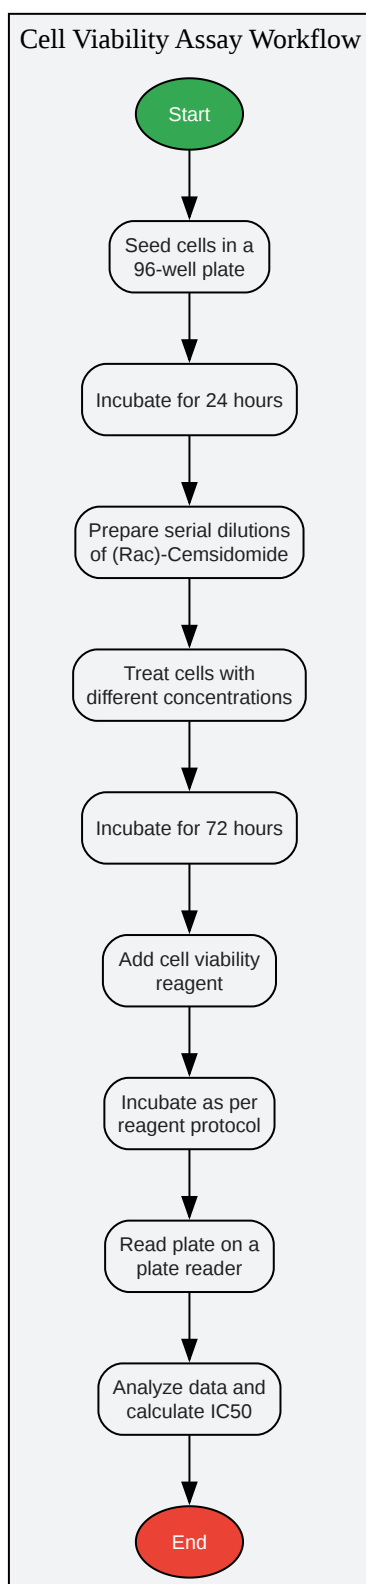 Cell Viability Assay Workflow
Start
Seed cells in a
96-well plate
Incubate for 24 hours
Prepare serial dilutions
of (Rac)-Cemsidomide
Treat cells with
different concentrations
Incubate for 72 hours
Add cell viability
reagent
Incubate as per
reagent protocol
Read plate on a
plate reader
Analyze data and
calculate IC50
End